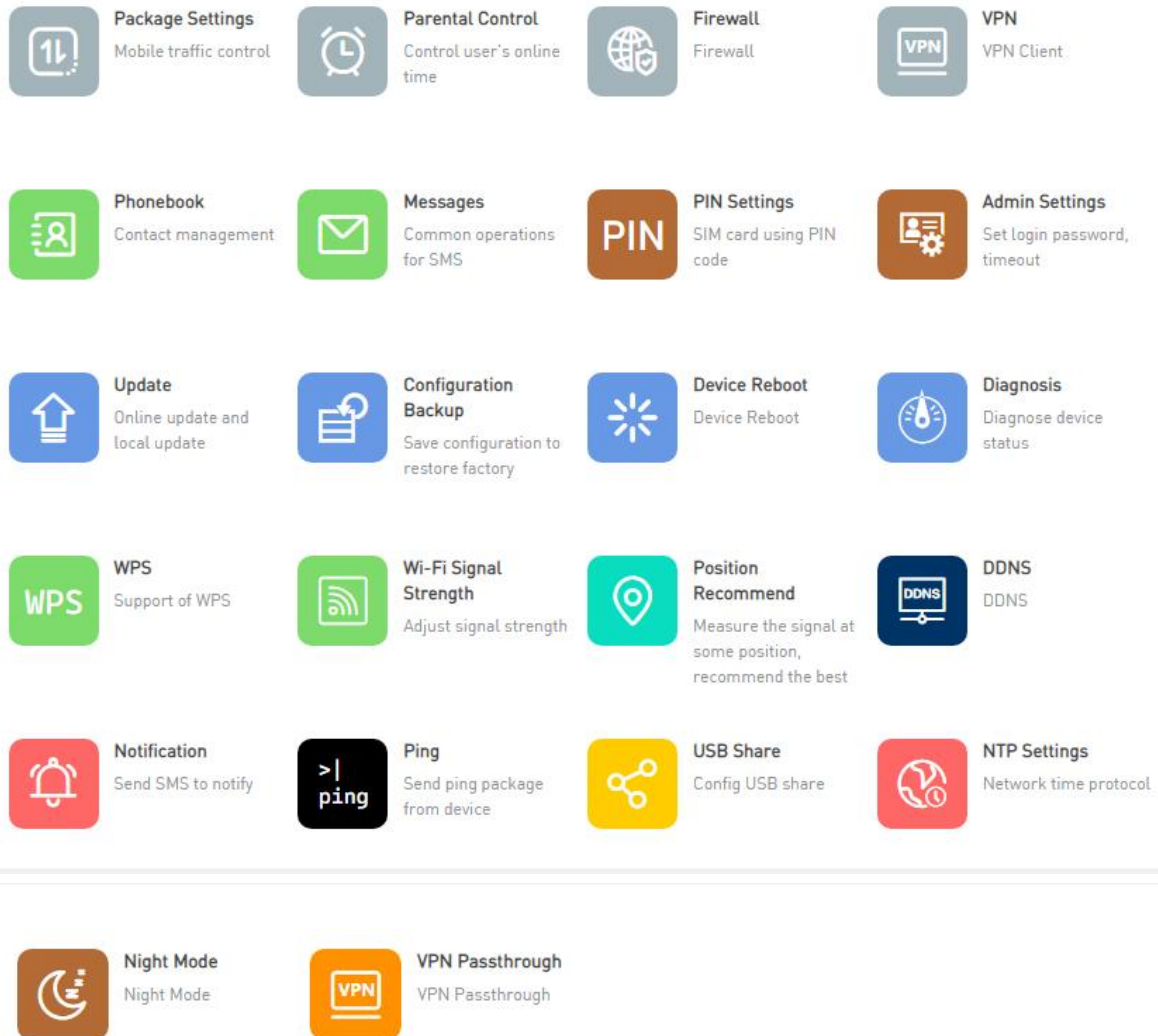 Package Settings
Mobile traffic control
Parental Control
Control user's online
time
Firewall
Firewall
VPN
VPN
VPN Client
Phonebook
Contact management
Messages
Common operations
for SMS
PIN
PIN Settings
SIM card using PIN
code
Admin Settings
Set login password,
timeout
Update
Online update and
local update
Configuration
Backup
Save configuration to
restore factory
Device Reboot
Device Reboot
Diagnosis
Diagnose device
status
WPS
WPS
Support of WPS
Wi-Fi Signal
Strength
Adjust signal strength
Position
Recommend
Measure the signal at
some position,
recommend the best
DDNS
DDNS
DDNS
Notification
Send SMS to notify
>|
ping
Ping
Send ping package
from device
USB Share
Config USB share
NTP Settings
Network time protocol
z
z
z
Night Mode
Night Mode
VPN
VPN Passthrough
VPN Passthrough